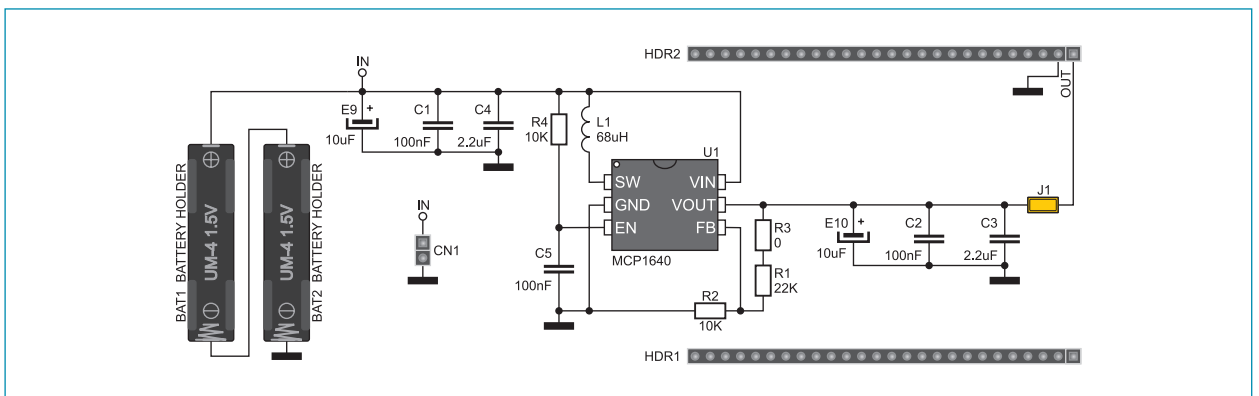 HDR2
OUT
IN
E9 +
10uF
C1
100nF
C4
2.2uF
R4
10K
L1
68uH
U1
SW VIN
GND VOUT
EN FB
MCP1640
BAT1 BATTERY HOLDER
UM-4 1.5V
UM-4 1.5V
BAT2 BATTERY HOLDER
IN
CN1
C5
100nF
R3
0
R1
22K
R2
10K
E10 +
10uF
C2
100nF
C3
2.2uF
J1
HDR1